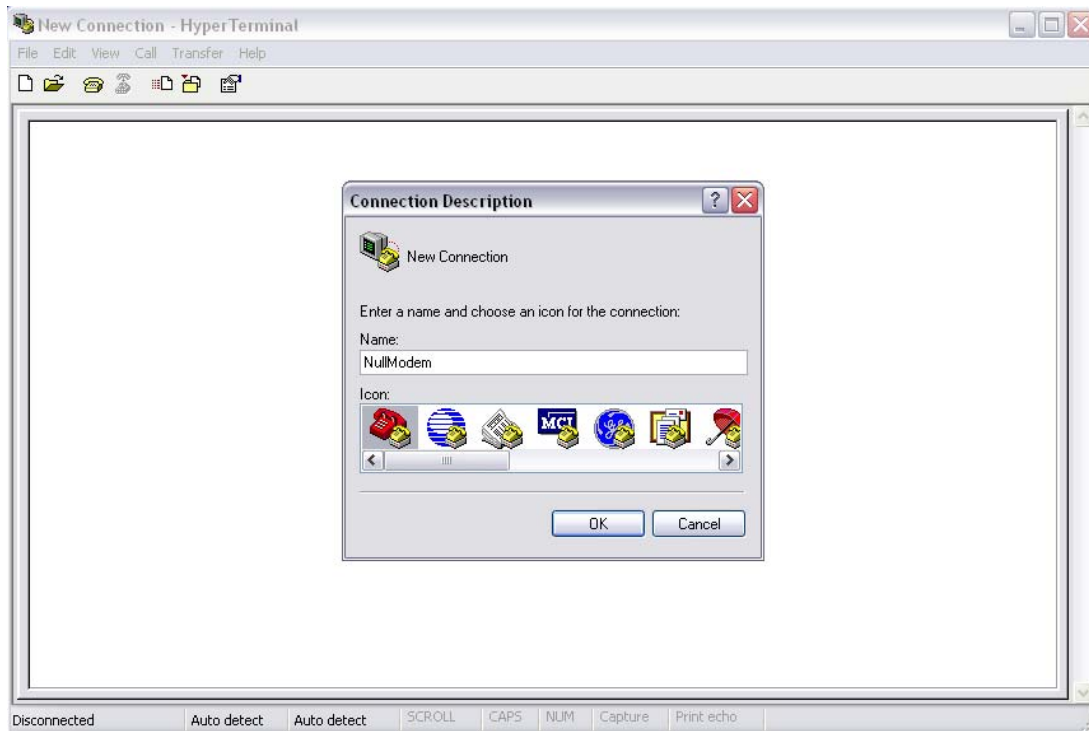 New Connection - HyperTerminal
File Edit View Call Transfer Help
Connection Description
New Connection
Enter a name and choose an icon for the connection:
Name:
NullModem
Icon:
MCI
OK Cancel
Disconnected Auto detect Auto detect SCROLL CAPS NUM Capture Print echo